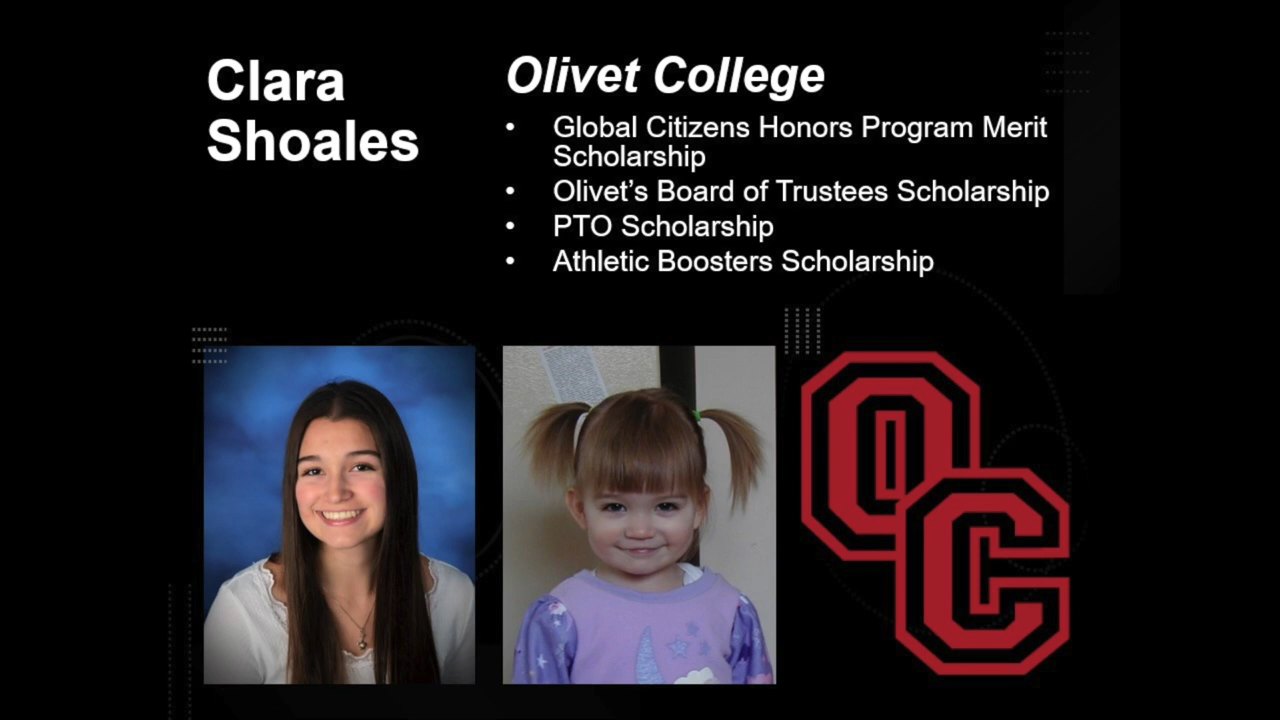 Clara
Shoales
Olivet College
• Global Citizens Honors Program Merit
Scholarship
• Olivet’s Board of Trustees Scholarship
• PTO Scholarship
• Athletic Boosters Scholarship
OC